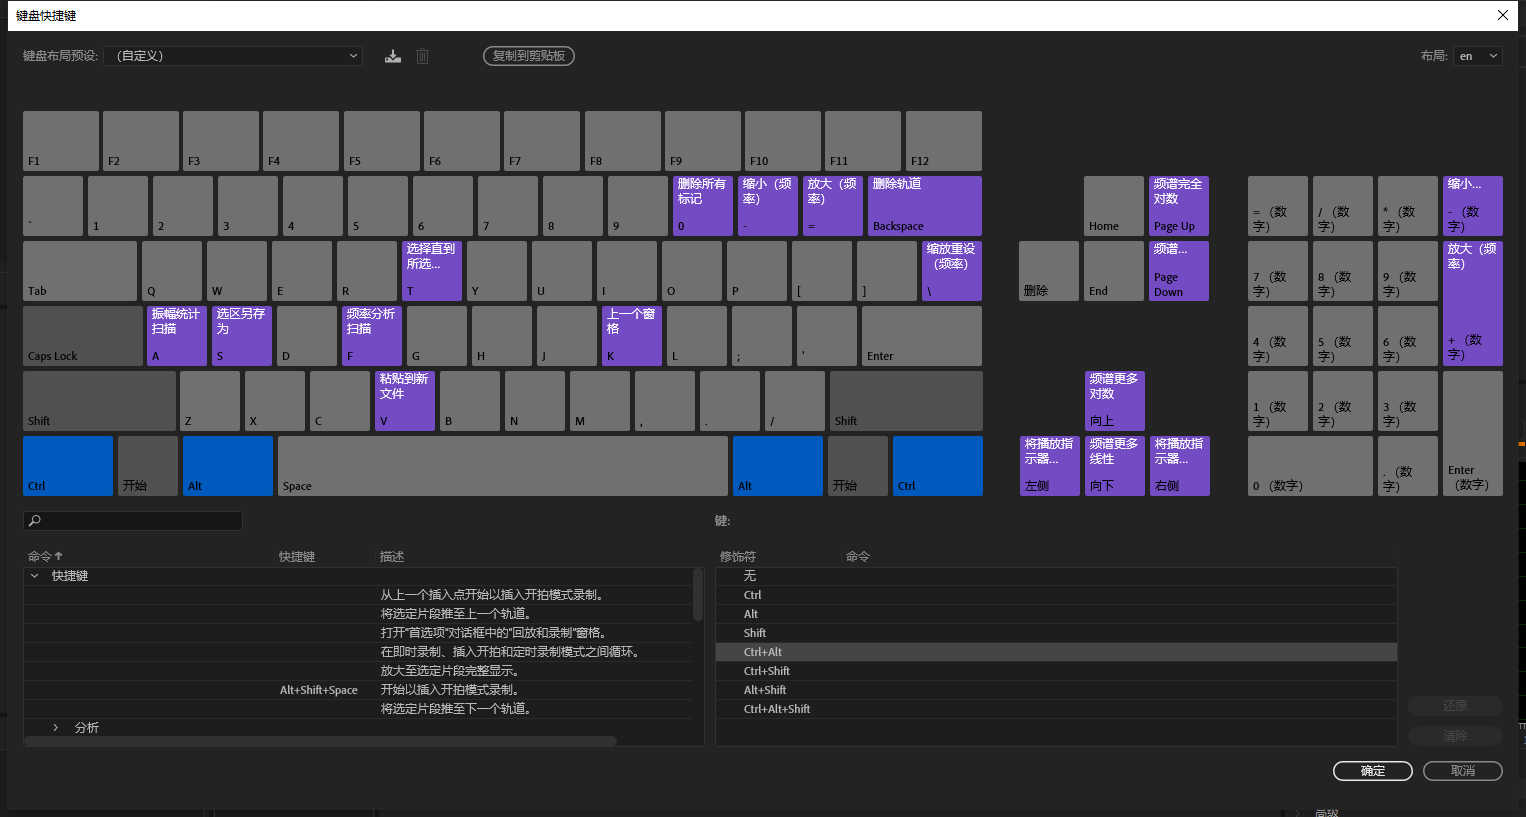 键盘快捷键
键盘布局预设:
（自定义）
复制到剪贴板
布局:
en
F1
F2
F3
F4
F5
F6
F7
F8
F9
F10
F11
F12
`
1
2
3
4
5
6
7
8
9
删除所有
标记
0
缩小（频
率）
-
放大（频
率）
=
删除轨道
Backspace
Home
频谱完全
对数
Page Up
=（数
字）
/（数
字）
*（数
字）
缩小...
-（数
字）
Tab
Q
W
E
R
选择直到
所选...
T
Y
U
I
O
P
[
]
缩放重设
（频率）
\
删除
End
频谱...
Page
Down
7（数
字）
8（数
字）
9（数
字）
放大（频
率）
+（数
字）
Caps Lock
振幅统计
扫描
A
选区另存
为
S
D
频率分析
扫描
F
G
H
J
上一个窗
格
K
L
;
'
Enter
4（数
字）
5（数
字）
6（数
字）
Shift
Z
X
C
粘贴到新
文件
V
B
N
M
,
.
/
Shift
频谱更多
对数
向上
1（数
字）
2（数
字）
3（数
字）
Enter
（数字）
Ctrl
开始
Alt
Space
Alt
开始
Ctrl
将播放指
示器...
左侧
频谱更多
线性
向下
将播放指
示器...
右侧
0（数字）
.（数
字）
键:
命令
快捷键
描述
修饰符
命令
快捷键
从上一个插入点开始以插入开拍模式录制。
将选定片段推至上一个轨道。
打开"首选项"对话框中的"回放和录制"窗格。
在即时录制、插入开拍和定时录制模式之间循环。
放大至选定片段完整显示。
Alt+Shift+Space
开始以插入开拍模式录制。
将选定片段推至下一个轨道。
分析
无
Ctrl
Alt
Shift
Ctrl+Alt
Ctrl+Shift
Alt+Shift
Ctrl+Alt+Shift
还原
清除
确定
取消
高级